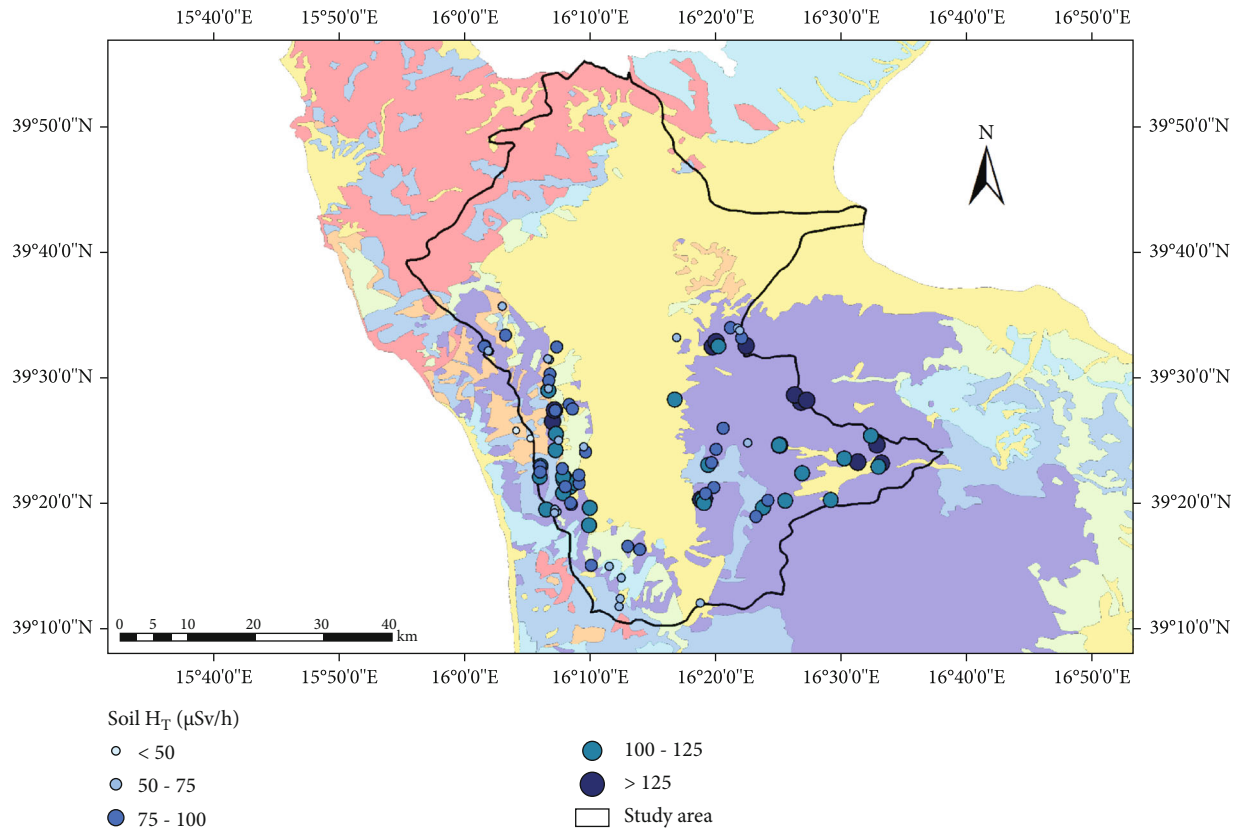 15°40'0"E 15°50'0"E 16°0'0"E 16°10'0"E 16°20'0"E 16°30'0"E 16°40'0"E 16°50'0"E
39°50'0"N 39°50'0"N
N
39°40'0"N 39°40'0"N
39°30'0"N 39°30'0"N
39°20'0"N 39°20'0"N
39°10'0"N 39°10'0"N
0 2 5 10 20 30 40
km
15°40'0"E 15°50'0"E 16°0'0"E 16°10'0"E 16°20'0"E 16°30'0"E 16°40'0"E 16°50'0"E
Soil H_T (μSv/h)
< 50
50 - 75
75 - 100
100 - 125
> 125
Study area